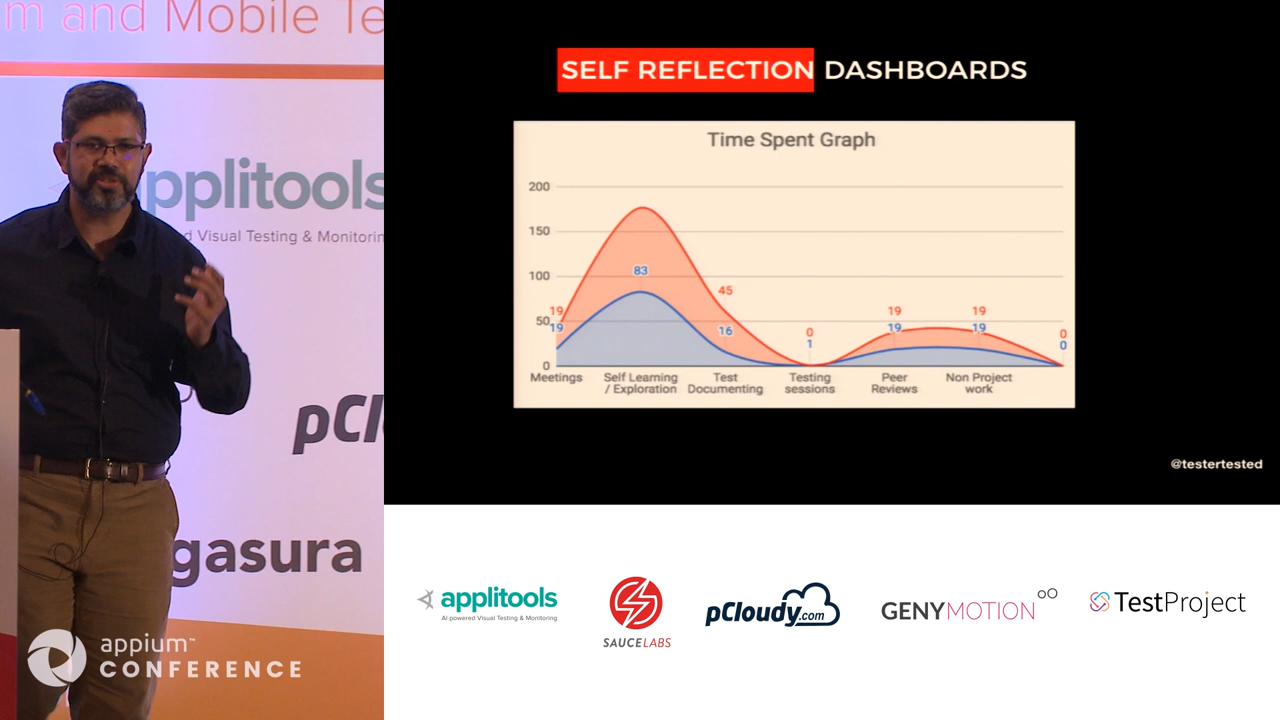 m and Mobile Te
applitools
d Visual Testing & Monitorin
pCl
gasura
appium™
CONFERENCE
SELF REFLECTION DASHBOARDS
Time Spent Graph
200
150
100
50
0
19
19
83
45
16
0
1
19
19
19
19
0
0
Meetings
Self Learning / Exploration
Test Documenting
Testing sessions
Peer Reviews
Non Project work
@testertested
applitools
AI powered Visual Testing & Monitoring
SAUCELABS
pCloudy.com
GENYMOTION
TestProject